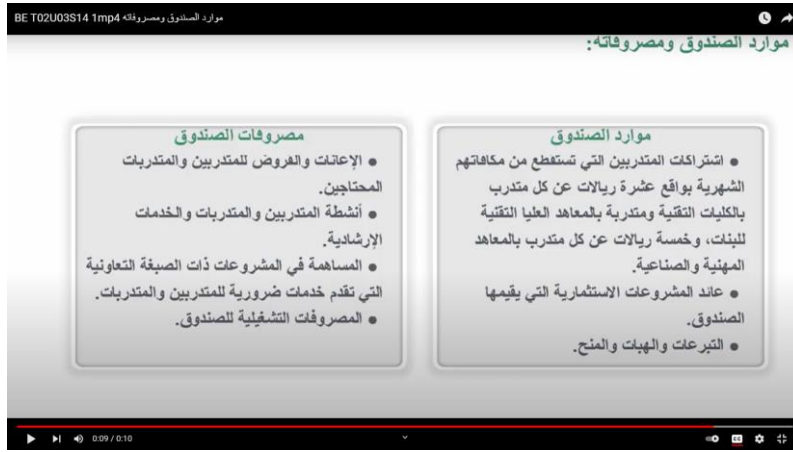 BE T02U03S14 1mp4 موارد الصندوق ومصروفاته
موارد الصندوق ومصروفاته:
موارد الصندوق
● اشتراكات المتدربين التي تستقطع من مكافاتهم
الشهرية بواقع عشرة ريالات عن كل متدرب
بالكليات التقنية ومتدربة بالمعاهد العليا التقنية
للبنات، وخمسة ريالات عن كل متدرب بالمعاهد
المهنية والصناعية.
● عائد المشروعات الاستثمارية التي يقيمها
الصندوق.
● التبرعات والهبات والمنح.
مصروفات الصندوق
● الإعانات والقروض للمتدربين والمتدربات
المحتاجين.
● أنشطة المتدربين والمتدربات والخدمات
الإرشادية.
● المساهمة في المشروعات ذات الصبغة التعاونية
التي تقدم خدمات ضرورية للمتدربين والمتدربات.
● المصروفات التشغيلية للصندوق.
0:09 / 0:10